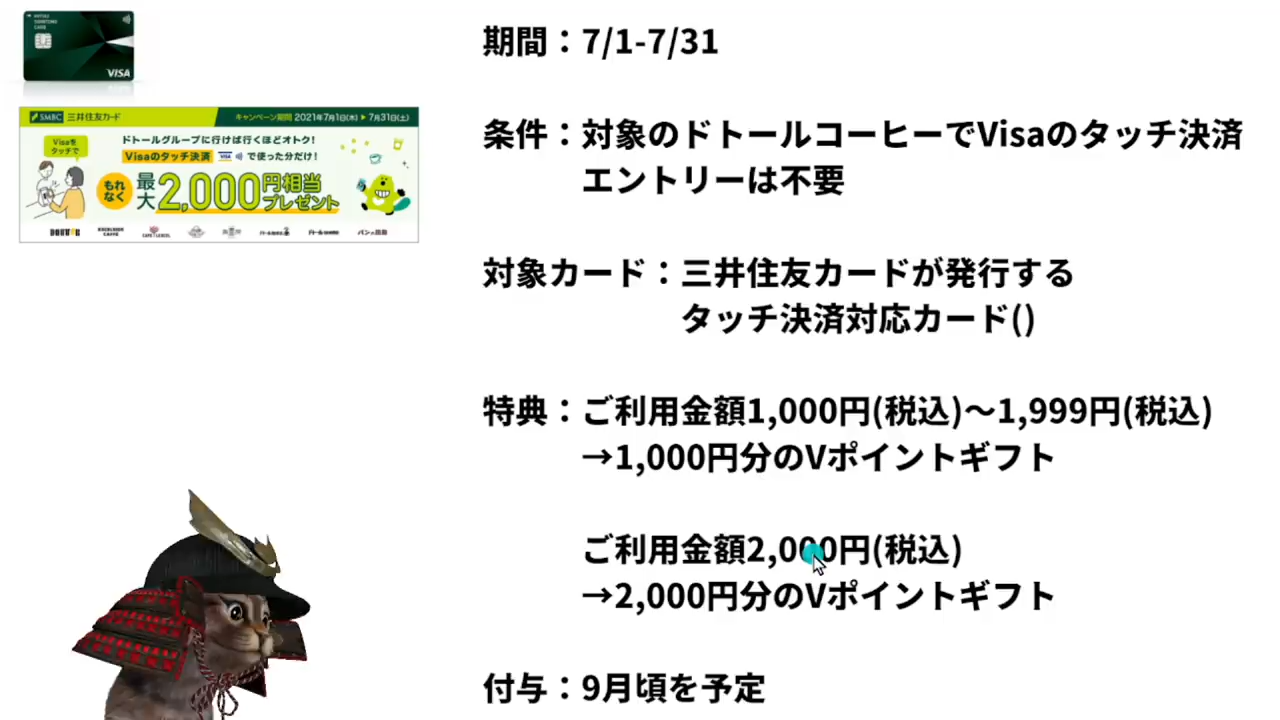 MITSUI
SUMITOMO
CARD
VISA
SMBC 三井住友カード
キャンペーン期間 2021年7月1日(木) ▶ 7月31日(土)
ドトールグループに行けば行くほどオトク!
Visaを
タッチで
Visaのタッチ決済 VISA で使った分だけ!
もれ
なく
最大2,000円相当
プレゼント
EXCELSIOR
CAFFÉ
期間：7/1-7/31
条件：対象のドトールコーヒーでVisaのタッチ決済
エントリーは不要
対象カード：三井住友カードが発行する
タッチ決済対応カード()
特典：ご利用金額1,000円(税込)～1,999円(税込)
→1,000円分のVポイントギフト
ご利用金額2,000円(税込)
→2,000円分のVポイントギフト
付与：9月頃を予定